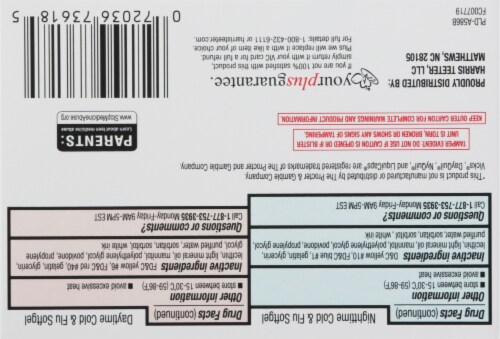 Nighttime Cold & Flu Softgel
Drug Facts (continued)
Other information
■ store between 15-30°C (59-86°F)
■ avoid excessive heat
Inactive ingredients D&C yellow #10, FD&C blue #1, gelatin, glycerin,
lecithin, light mineral oil, mannitol, polyethylene glycol, povidone, propylene glycol,
purified water, sorbitan, sorbitol, white ink
Questions or comments?
Call 1-877-753-3935 Monday-Friday 9AM-5PM EST
Daytime Cold & Flu Softgel
Drug Facts (continued)
Other information
■ store between 15-30°C (59-86°F)
■ avoid excessive heat
Inactive ingredients FD&C yellow #6, FD&C red #40, gelatin, glycerin,
lecithin, light mineral oil, mannitol, polyethylene glycol, povidone, propylene
glycol, purified water, sorbitan, sorbitol, white ink
Questions or comments?
Call 1-877-753-3935 Monday-Friday 9AM-5PM EST
*This product is not manufactured or distributed by The Procter & Gamble Company.
Vicks®, DayQuil®, NyQuil®, and LiquiCaps® are registered trademarks of The Procter and Gamble Company.
TAMPER EVIDENT: DO NOT USE IF CARTON IS OPENED OR IF BLISTER
UNIT IS TORN, BROKEN OR SHOWS ANY SIGNS OF TAMPERING.
KEEP OUTER CARTON FOR COMPLETE WARNINGS AND PRODUCT INFORMATION
PARENTS:
Learn about teen medicine abuse
www.StopMedicineAbuse.org
PROUDLY DISTRIBUTED BY:
HARRIS TEETER, LLC
MATTHEWS, NC 28105
yourplusguarantee.
If you are not 100% satisfied with this product,
simply return it with your VIC card for a full refund.
Plus we will replace it with a like item of your choice.
For full details: 1-800-432-6111 or harristeeter.com
PLD-A586B
FC007719
0 72036 73618 5